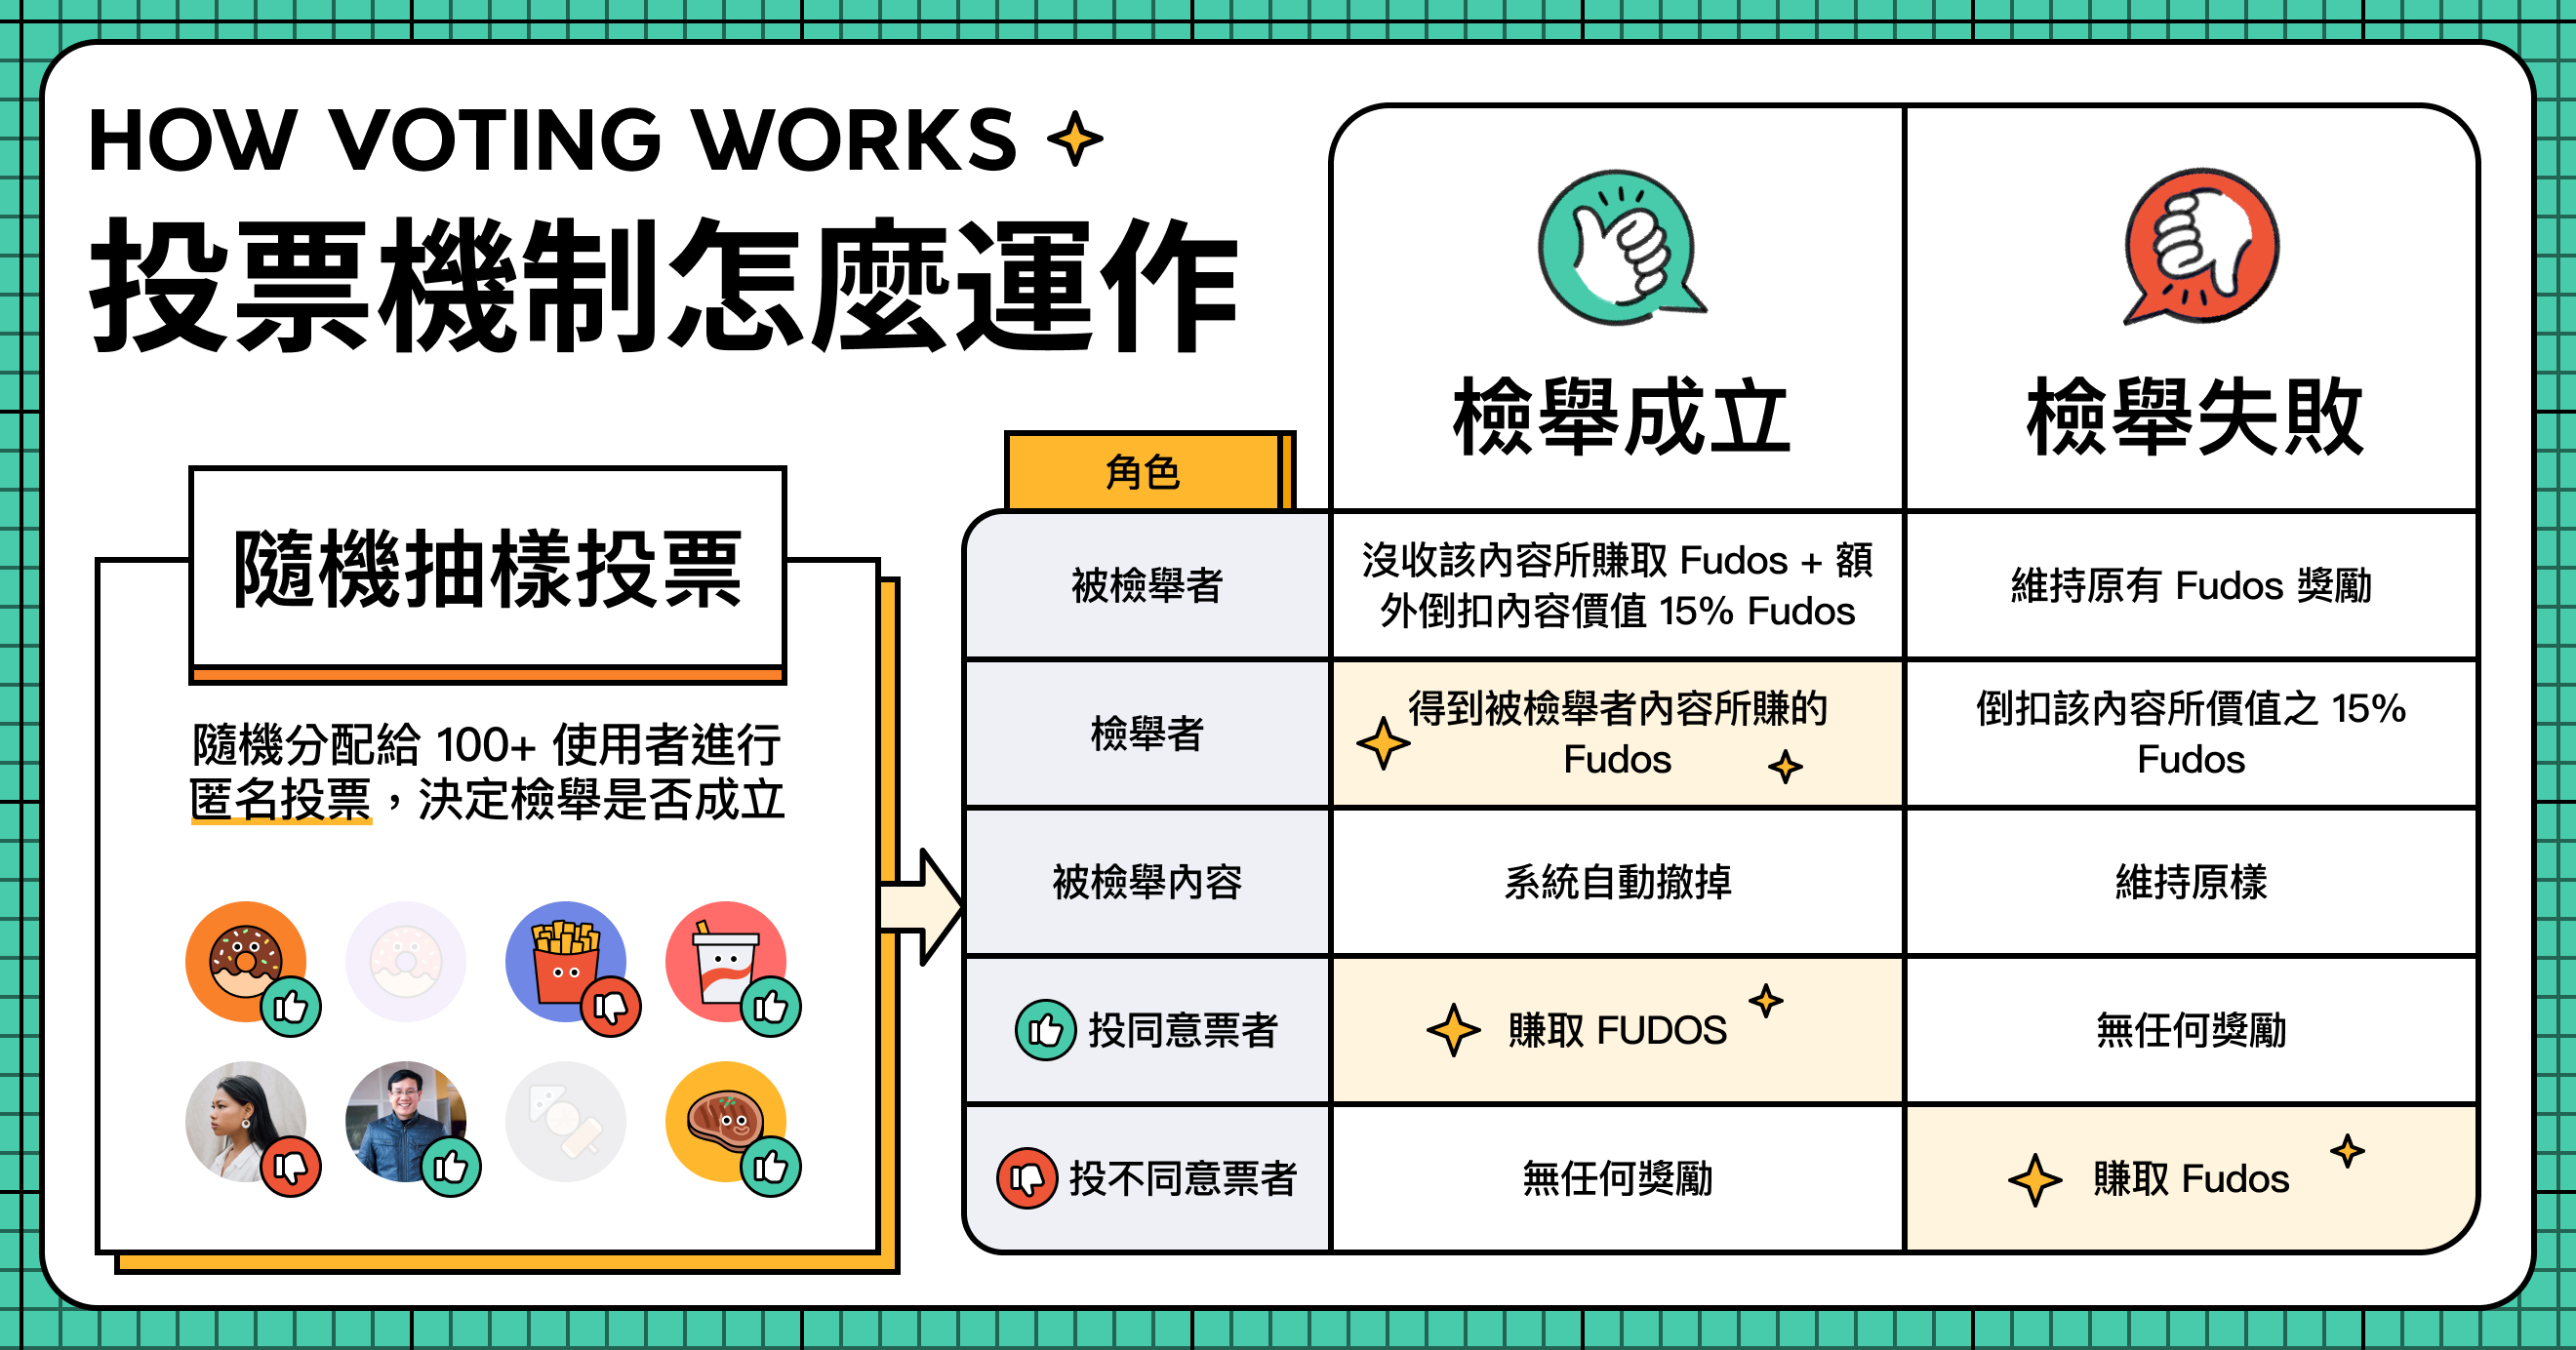 HOW VOTING WORKS
投票機制怎麼運作
隨機抽樣投票
隨機分配給 100+ 使用者進行
匿名投票，決定檢舉是否成立
角色
檢舉成立
檢舉失敗
被檢舉者
沒收該內容所賺取 Fudos + 額
外倒扣內容價值 15% Fudos
維持原有 Fudos 獎勵
檢舉者
得到被檢舉者內容所賺的
Fudos
倒扣該內容所價值之 15%
Fudos
被檢舉內容
系統自動撤掉
維持原樣
投同意票者
賺取 FUDOS
無任何獎勵
投不同意票者
無任何獎勵
賺取 Fudos